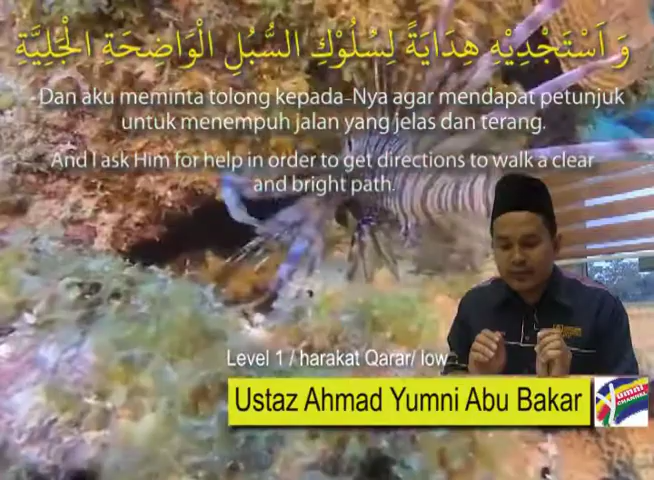 وَ اَسْتَجْدِيْهِ هِدَايَةً لِسُلُوْكِ السُّبُلِ الْوَاضِحَةِ الْجَلِيَّةِ
Dan aku meminta tolong kepada-Nya agar mendapat petunjuk
untuk menempuh jalan yang jelas dan terang.
And I ask Him for help in order to get directions to walk a clear
and bright path.
Level 1 / harakat Qarar/ low
Ustaz Ahmad Yumni Abu Bakar
Yumni
CHANNEL